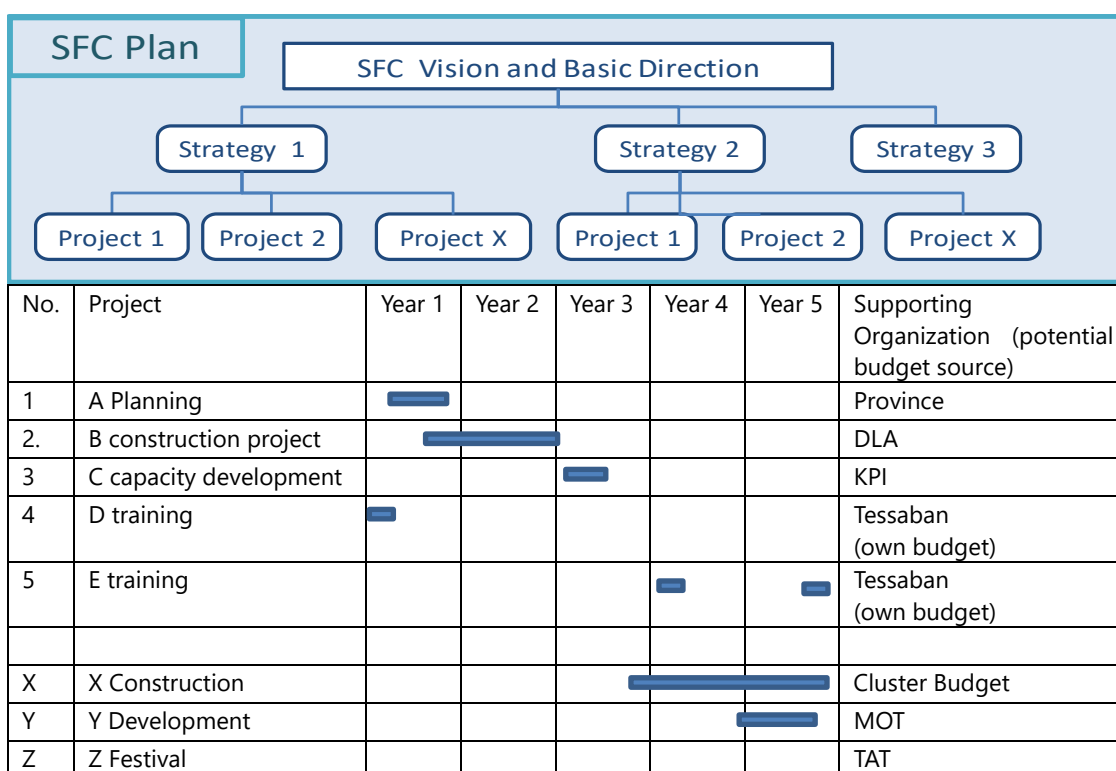 SFC Plan
SFC Vision and Basic Direction
Strategy 1
Strategy 2
Strategy 3
Project 1
Project 2
Project X
Project 1
Project 2
Project X
No. Project Year 1 Year 2 Year 3 Year 4 Year 5 Supporting
Organization (potential
budget source)
1 A Planning Province
2. B construction project DLA
3 C capacity development KPI
4 D training Tessaban
(own budget)
5 E training Tessaban
(own budget)
X X Construction Cluster Budget
Y Y Development MOT
Z Z Festival TAT